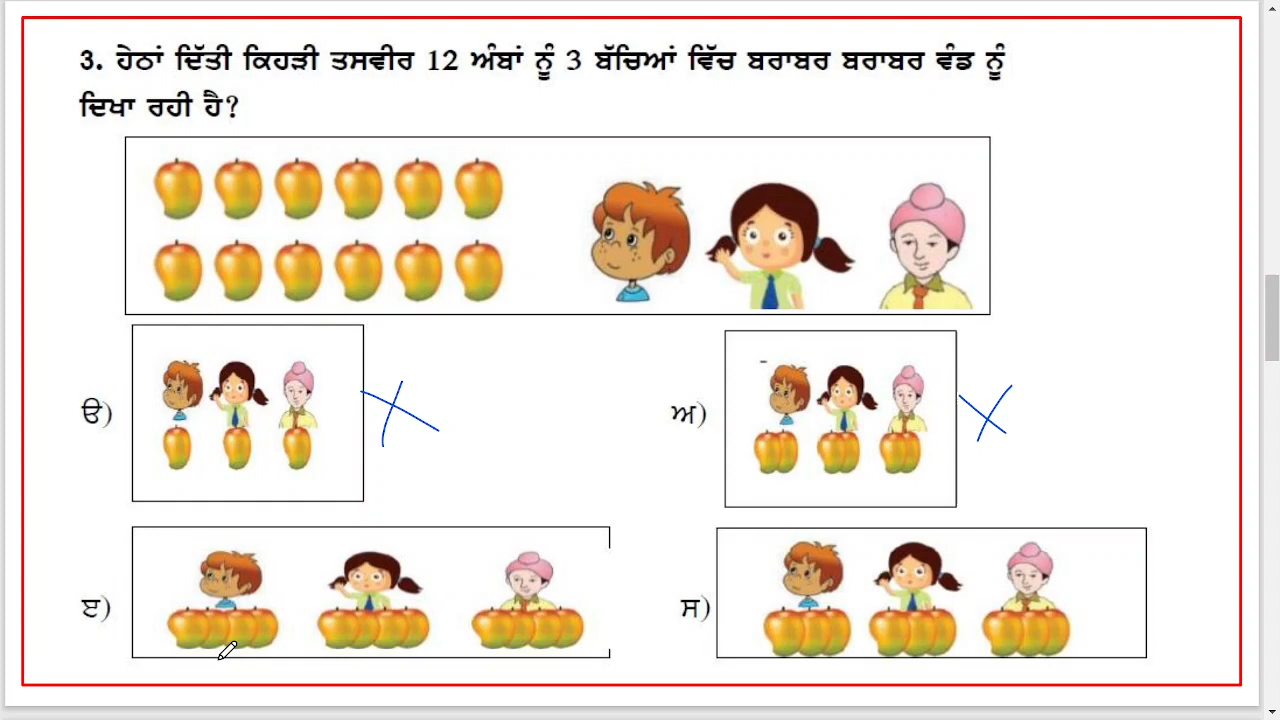 3. ਹੇਠਾਂ ਦਿੱਤੀ ਕਿਹੜੀ ਤਸਵੀਰ 12 ਅੰਬਾਂ ਨੂੰ 3 ਬੱਚਿਆਂ ਵਿੱਚ ਬਰਾਬਰ ਬਰਾਬਰ ਵੰਡ ਨੂੰ
ਦਿਖਾ ਰਹੀ ਹੈ?
ੳ)
ਅ)
ੲ)
ਸ)